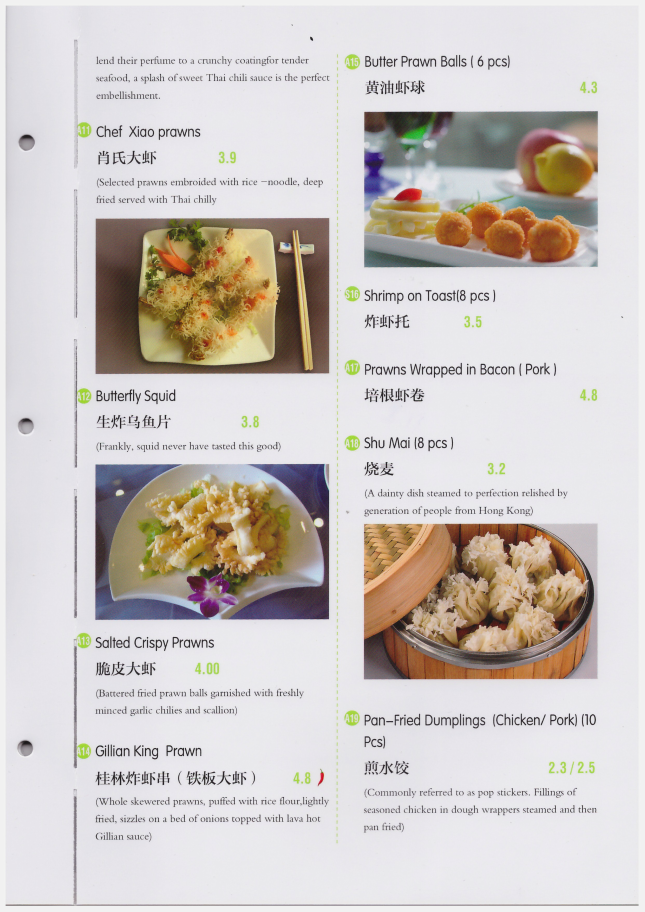 lend their perfume to a crunchy coatingfor tender
seafood, a splash of sweet Thai chili sauce is the perfect
embellishment.
A11 Chef Xiao prawns
肖氏大虾 3.9
(Selected prawns embroided with rice –noodle, deep
fried served with Thai chilly
A12 Butterfly Squid
生炸乌鱼片 3.8
(Frankly, squid never have tasted this good)
A13 Salted Crispy Prawns
脆皮大虾 4.00
(Battered fried prawn balls garnished with freshly
minced garlic chilies and scallion)
A14 Gillian King Prawn
桂林炸虾串（铁板大虾） 4.8
(Whole skewered prawns, puffed with rice flour,lightly
fried, sizzles on a bed of onions topped with lava hot
Gillian sauce)
A15 Butter Prawn Balls ( 6 pcs)
黄油虾球 4.3
S16 Shrimp on Toast(8 pcs )
炸虾托 3.5
A17 Prawns Wrapped in Bacon ( Pork )
培根虾卷 4.8
A18 Shu Mai (8 pcs )
烧麦 3.2
(A dainty dish steamed to perfection relished by
generation of people from Hong Kong)
A19 Pan–Fried Dumplings (Chicken/ Pork) (10
Pcs)
煎水饺 2.3 / 2.5
(Commonly referred to as pop stickers. Fillings of
seasoned chicken in dough wrappers steamed and then
pan fried)